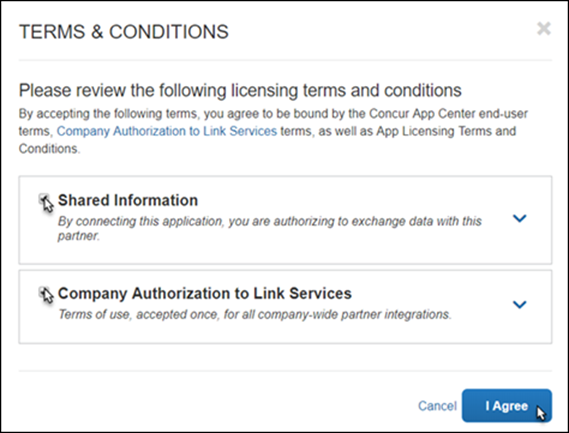 TERMS & CONDITIONS
Please review the following licensing terms and conditions
By accepting the following terms, you agree to be bound by the Concur App Center end-user
terms, Company Authorization to Link Services terms, as well as App Licensing Terms and
Conditions.
Shared Information
By connecting this application, you are authorizing to exchange data with this
partner.
Company Authorization to Link Services
Terms of use, accepted once, for all company-wide partner integrations.
Cancel
I Agree